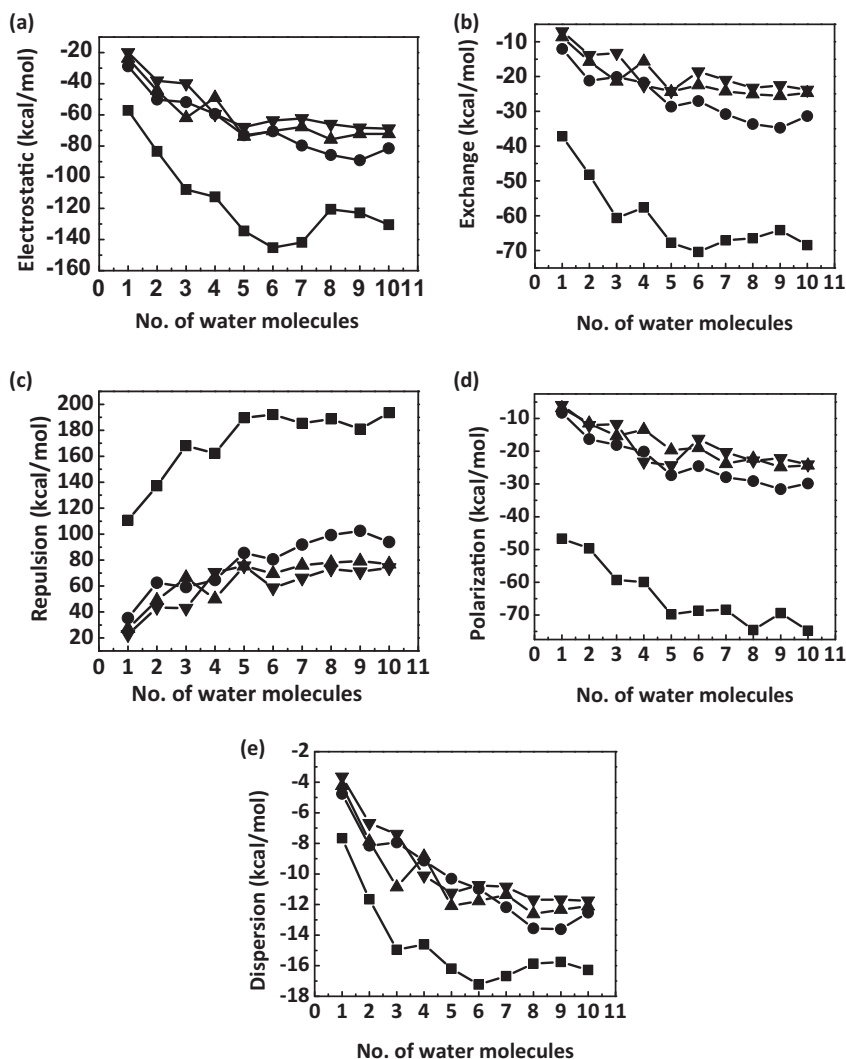 (a)
-20
-40
-60
-80
-100
-120
-140
-160
Electrostatic (kcal/mol)
0 1 2 3 4 5 6 7 8 9 10 11
No. of water molecules
(b)
-10
-20
-30
-40
-50
-60
-70
Exchange (kcal/mol)
0 1 2 3 4 5 6 7 8 9 10 11
No. of water molecules
(c)
200
180
160
140
120
100
80
60
40
20
Repulsion (kcal/mol)
0 1 2 3 4 5 6 7 8 9 10 11
No. of water molecules
(d)
-10
-20
-30
-40
-50
-60
-70
Polarization (kcal/mol)
0 1 2 3 4 5 6 7 8 9 10 11
No. of water molecules
(e)
-2
-4
-6
-8
-10
-12
-14
-16
-18
Dispersion (kcal/mol)
0 1 2 3 4 5 6 7 8 9 10 11
No. of water molecules